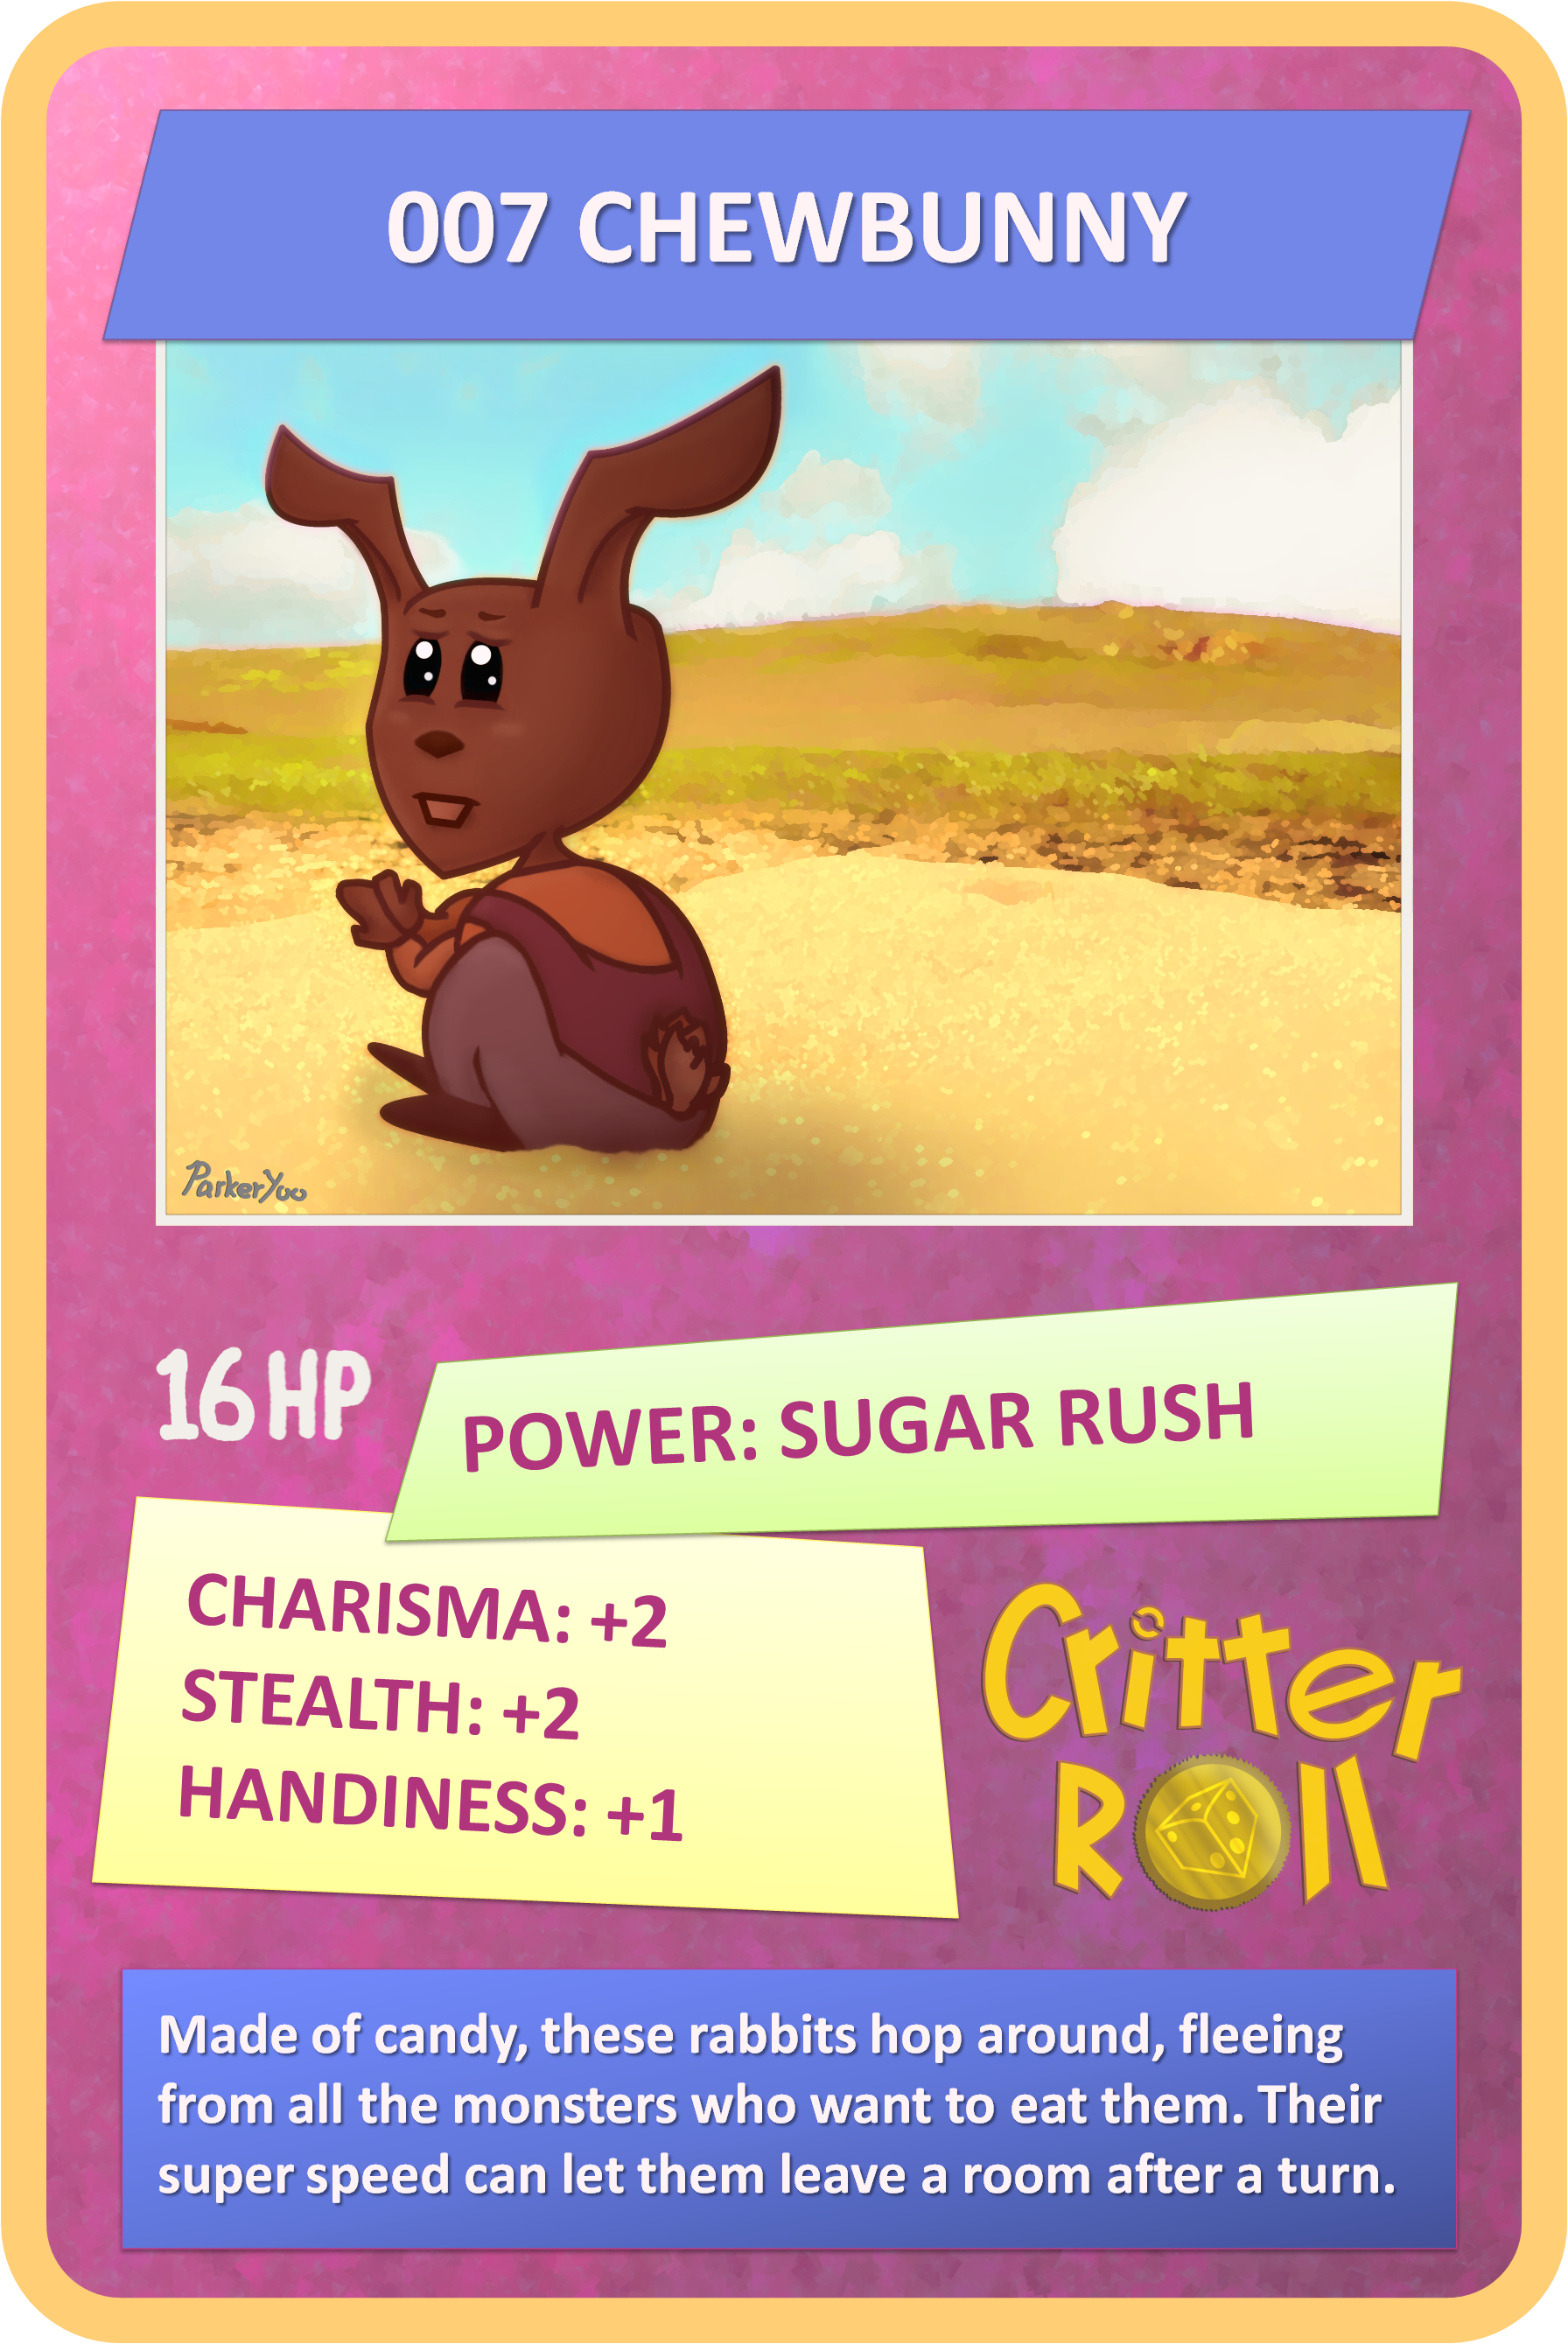 007 CHEWBUNNY
ParkerYoo
16 HP
POWER: SUGAR RUSH
CHARISMA: +2
STEALTH: +2
HANDINESS: +1
Critter
Roll
Made of candy, these rabbits hop around, fleeing
from all the monsters who want to eat them. Their
super speed can let them leave a room after a turn.